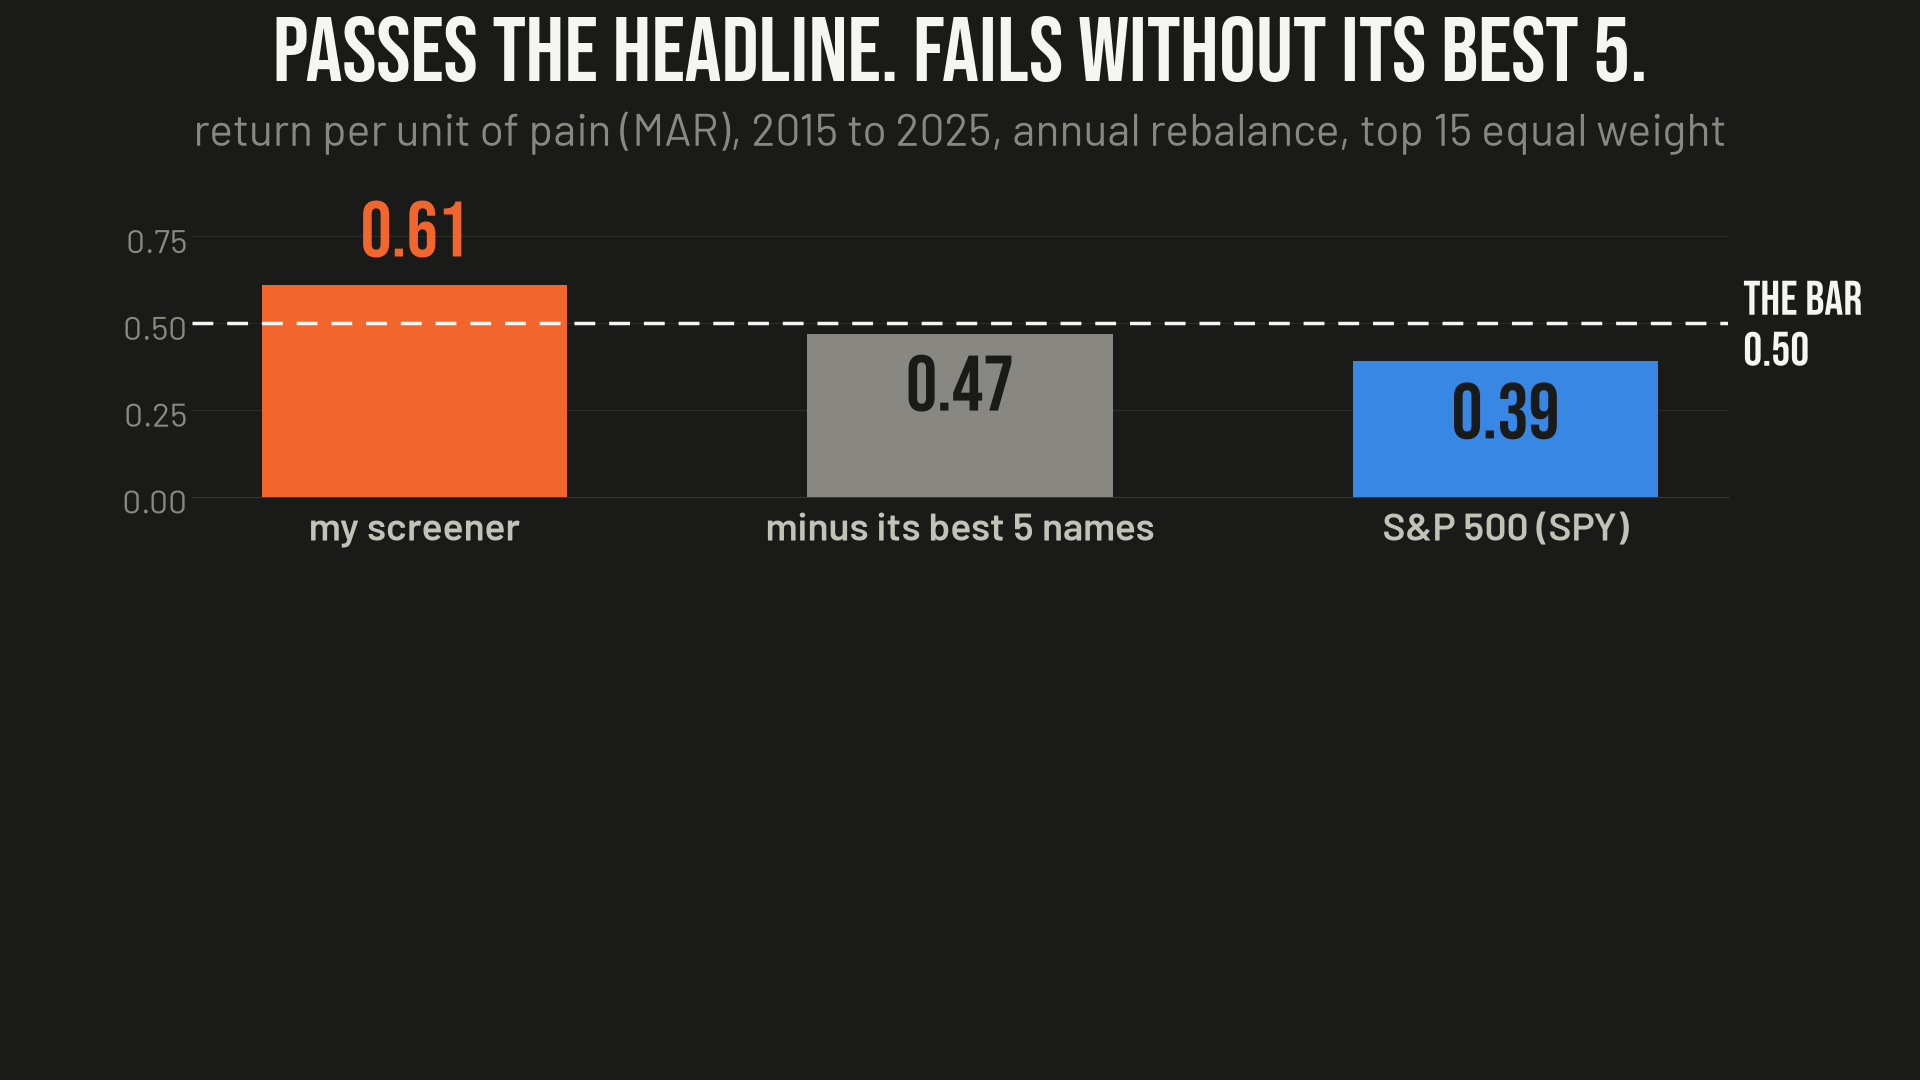 PASSES THE HEADLINE. FAILS WITHOUT ITS BEST 5.
return per unit of pain (MAR), 2015 to 2025, annual rebalance, top 15 equal weight
0.61
0.75
THE BAR
0.50
0.50
0.47
0.39
0.25
0.00
my screener
minus its best 5 names
S&P 500 (SPY)